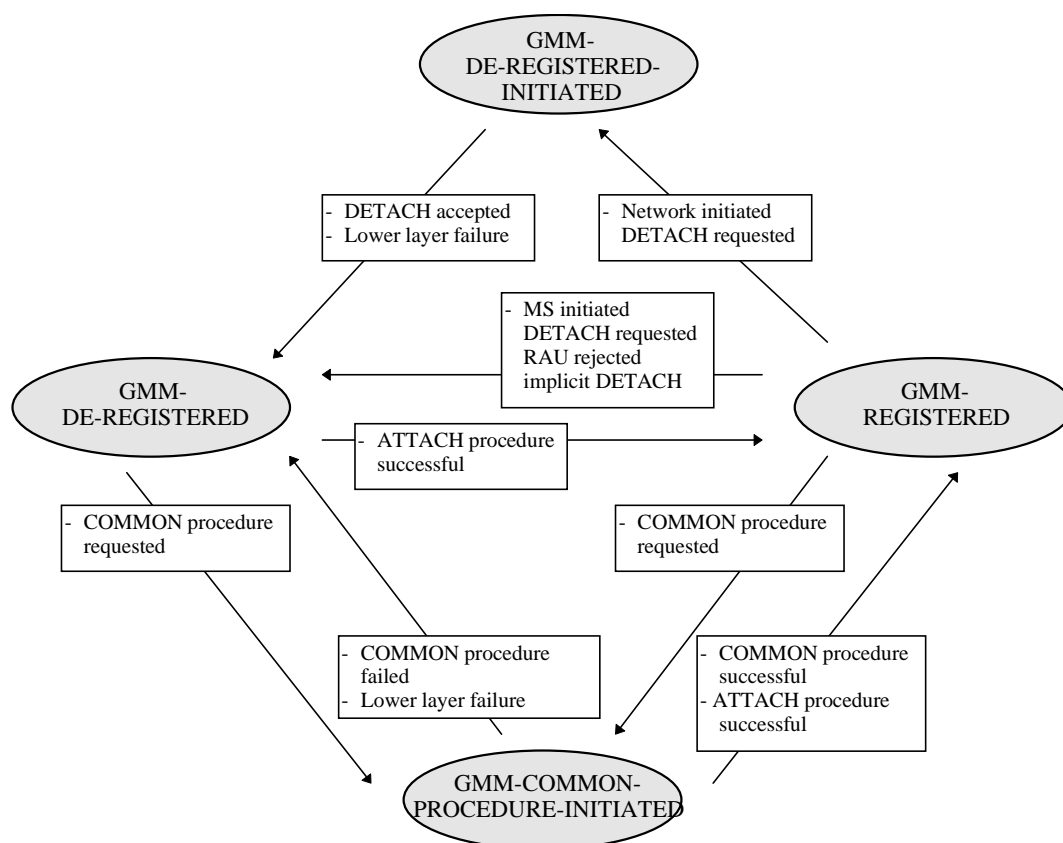 GMM-
DE-REGISTERED-
INITIATED
- DETACH accepted
- Lower layer failure
- Network initiated
DETACH requested
- MS initiated
DETACH requested
RAU rejected
implicit DETACH
GMM-
DE-REGISTERED
GMM-
REGISTERED
- ATTACH procedure
successful
- COMMON procedure
requested
- COMMON procedure
requested
- COMMON procedure
failed
- Lower layer failure
- COMMON procedure
successful
- ATTACH procedure
successful
GMM-COMMON-
PROCEDURE-INITIATED